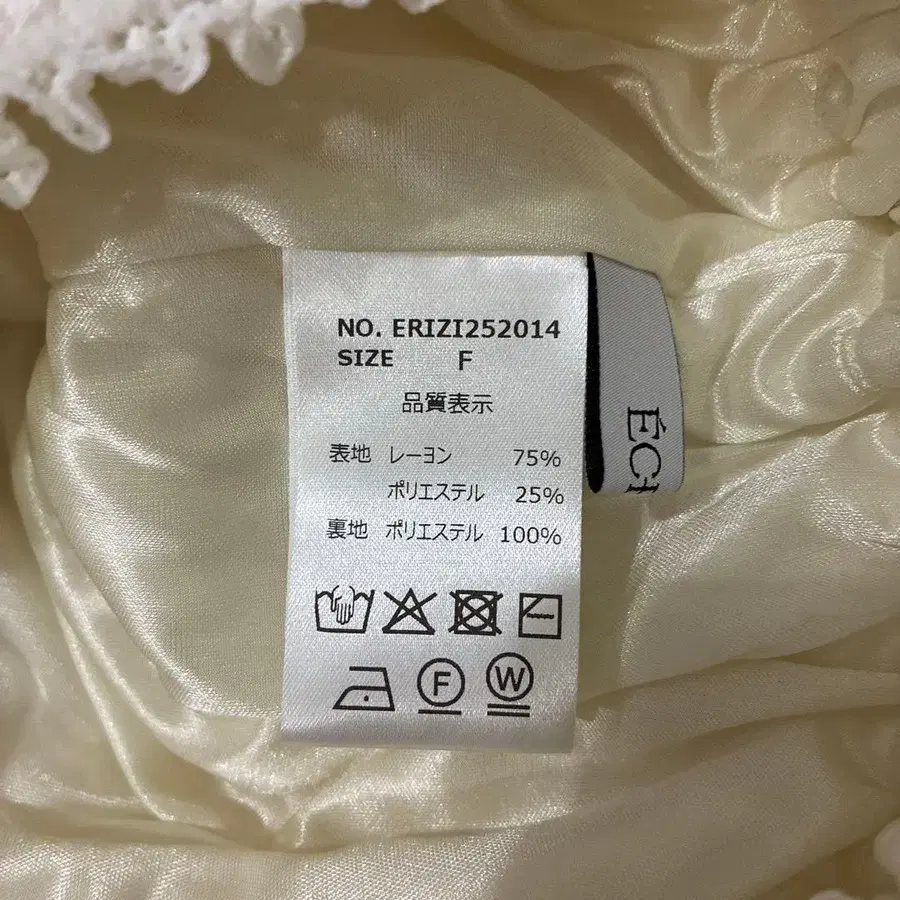 NO. ERIZI252014
SIZE F
品質表示
表地 レーヨン 75%
ポリエステル 25%
裏地 ポリエステル 100%
F W